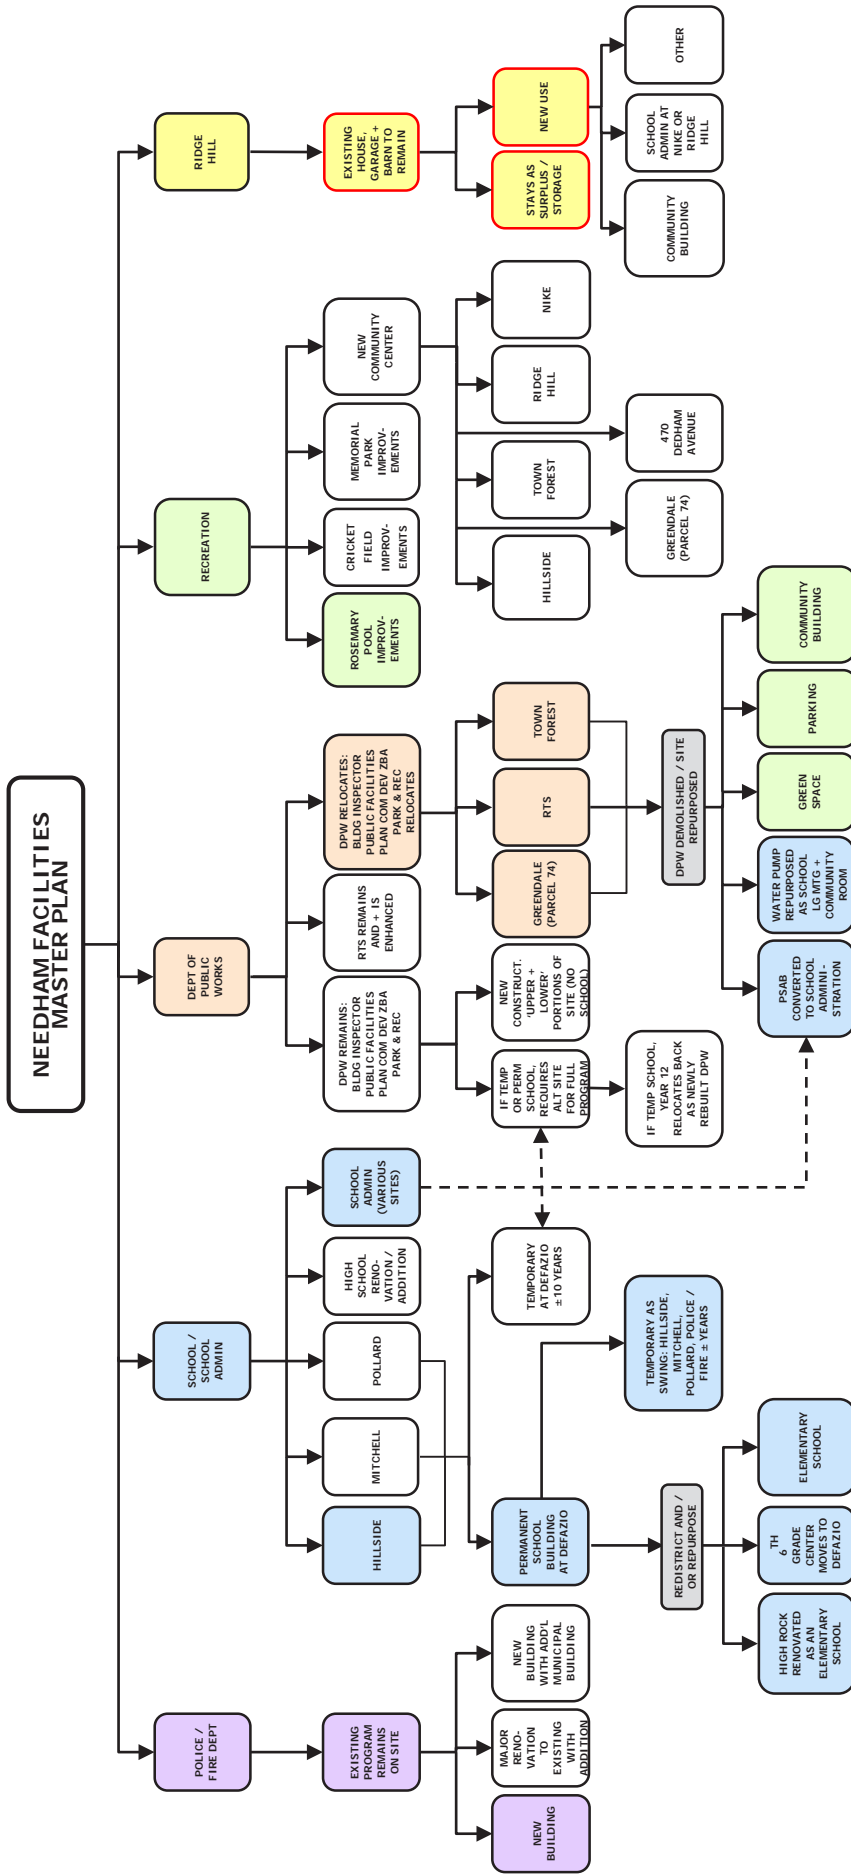 NEEDHAM FACILITIES
MASTER PLAN
POLICE /
FIRE DEPT
SCHOOL /
SCHOOL
ADMIN
DEPT OF
PUBLIC
WORKS
RECREATION
RIDGE
HILL
EXISTING
PROGRAM
REMAINS
ON SITE
HILLSIDE
MITCHELL
POLLARD
HIGH
SCHOOL
RENO-
VATION /
ADDITION
SCHOOL
ADMIN
(VARIOUS
SITES)
DPW REMAINS:
BLDG INSPECTOR
PUBLIC FACILITIES
PLAN COM DEV ZBA
PARK & REC
RTS REMAINS
AND + IS
ENHANCED
DPW RELOCATES:
BLDG INSPECTOR
PUBLIC FACILITIES
PLAN COM DEV ZBA
PARK & REC
RELOCATES
ROSEMARY
POOL
IMPROV-
EMENTS
CRICKET
FIELD
IMPROV-
EMENTS
MEMORIAL
PARK
IMPROV-
EMENTS
NEW
COMMUNITY
CENTER
EXISTING
HOUSE,
GARAGE +
BARN TO
REMAIN
NEW
BUILDING
MAJOR
RENO-
VATION TO
EXISTING
WITH
ADDITION
NEW
BUILDING
WITH ADD'L
MUNICIPAL
BUILDING
PERMANENT
SCHOOL
BUILDING
AT DEFAZIO
TEMPORARY
AT DEFAZIO
±10 YEARS
IF TEMP
OR PERM
SCHOOL,
REQUIRES
ALT SITE
FOR FULL
PROGRAM
NEW
CONSTRUCT.
'UPPER +
LOWER'
PORTIONS OF
SITE (NO
SCHOOL)
GREENDALE
(PARCEL 74)
RTS
TOWN
FOREST
HILLSIDE
TOWN
FOREST
RIDGE
HILL
NIKE
STAYS AS
SURPLUS /
STORAGE
NEW USE
TEMPORARY AS
SWING: HILLSIDE,
MITCHELL,
POLLARD, POLICE /
FIRE ± YEARS
IF TEMP SCHOOL,
YEAR 12
RELOCATES BACK
AS NEWLY
REBUILT DPW
GREENDALE
(PARCEL 74)
470
DEDHAM
AVENUE
COMMUNITY
BUILDING
SCHOOL
ADMIN AT
NIKE OR
RIDGE
HILL
OTHER
REDISTRICT AND /
OR REPURPOSE
DPW DEMOLISHED / SITE
REPURPOSED
HIGH ROCK
RENOVATED
AS AN
ELEMENTARY
SCHOOL
TH
6
GRADE
CENTER
MOVES TO
DEFAZIO
ELEMENTARY
SCHOOL
PSAB
CONVERTED
TO SCHOOL
ADMINI-
STRATION
WATER PUMP
REPURPOSED
AS SCHOOL
LG MTG +
COMMUNITY
ROOM
GREEN
SPACE
PARKING
COMMUNITY
BUILDING